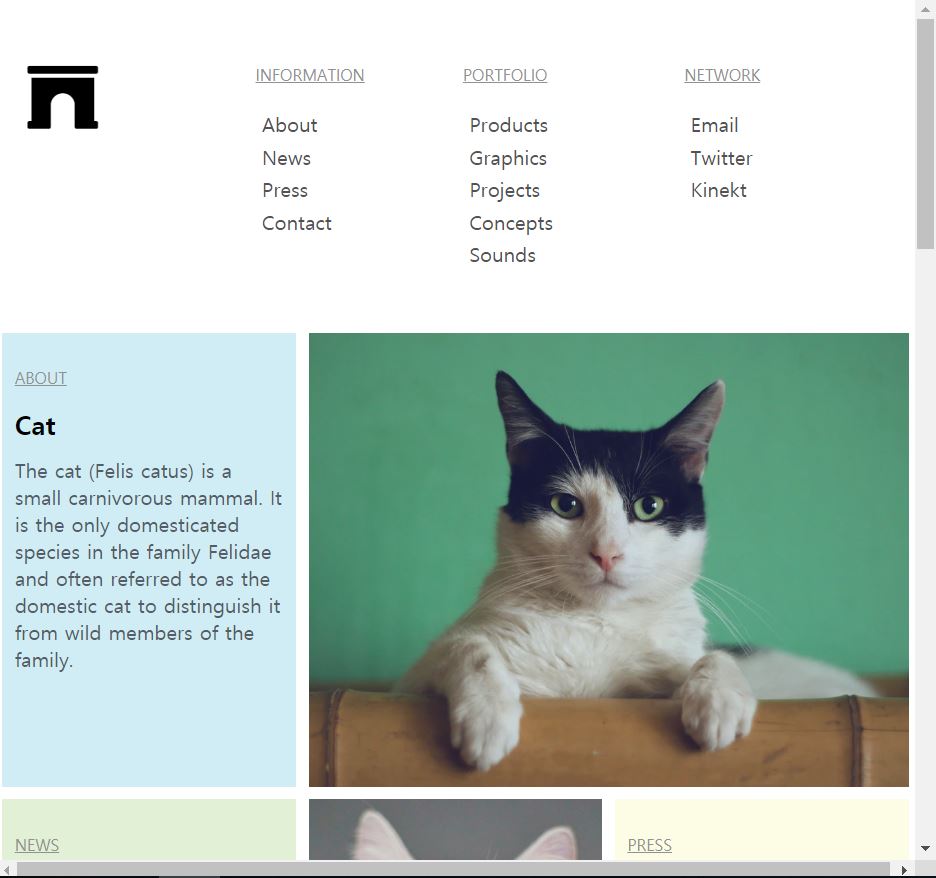 INFORMATION
About
News
Press
Contact
PORTFOLIO
Products
Graphics
Projects
Concepts
Sounds
NETWORK
Email
Twitter
Kinekt
ABOUT
Cat
The cat (Felis catus) is a
small carnivorous mammal. It
is the only domesticated
species in the family Felidae
and often referred to as the
domestic cat to distinguish it
from wild members of the
family.
NEWS
PRESS